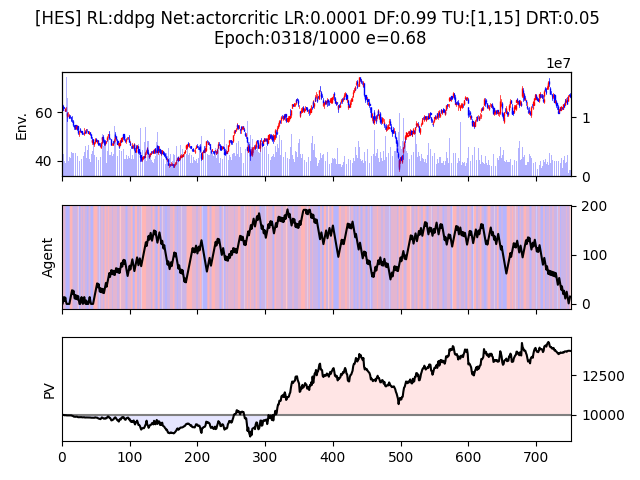 [HES] RL:ddpg Net:actorcritic LR:0.0001 DF:0.99 TU:[1,15] DRT:0.05
Epoch:0318/1000 e=0.68
1e7
Env.
60
40
1
0
Agent
200
100
0
PV
12500
10000
0 100 200 300 400 500 600 700